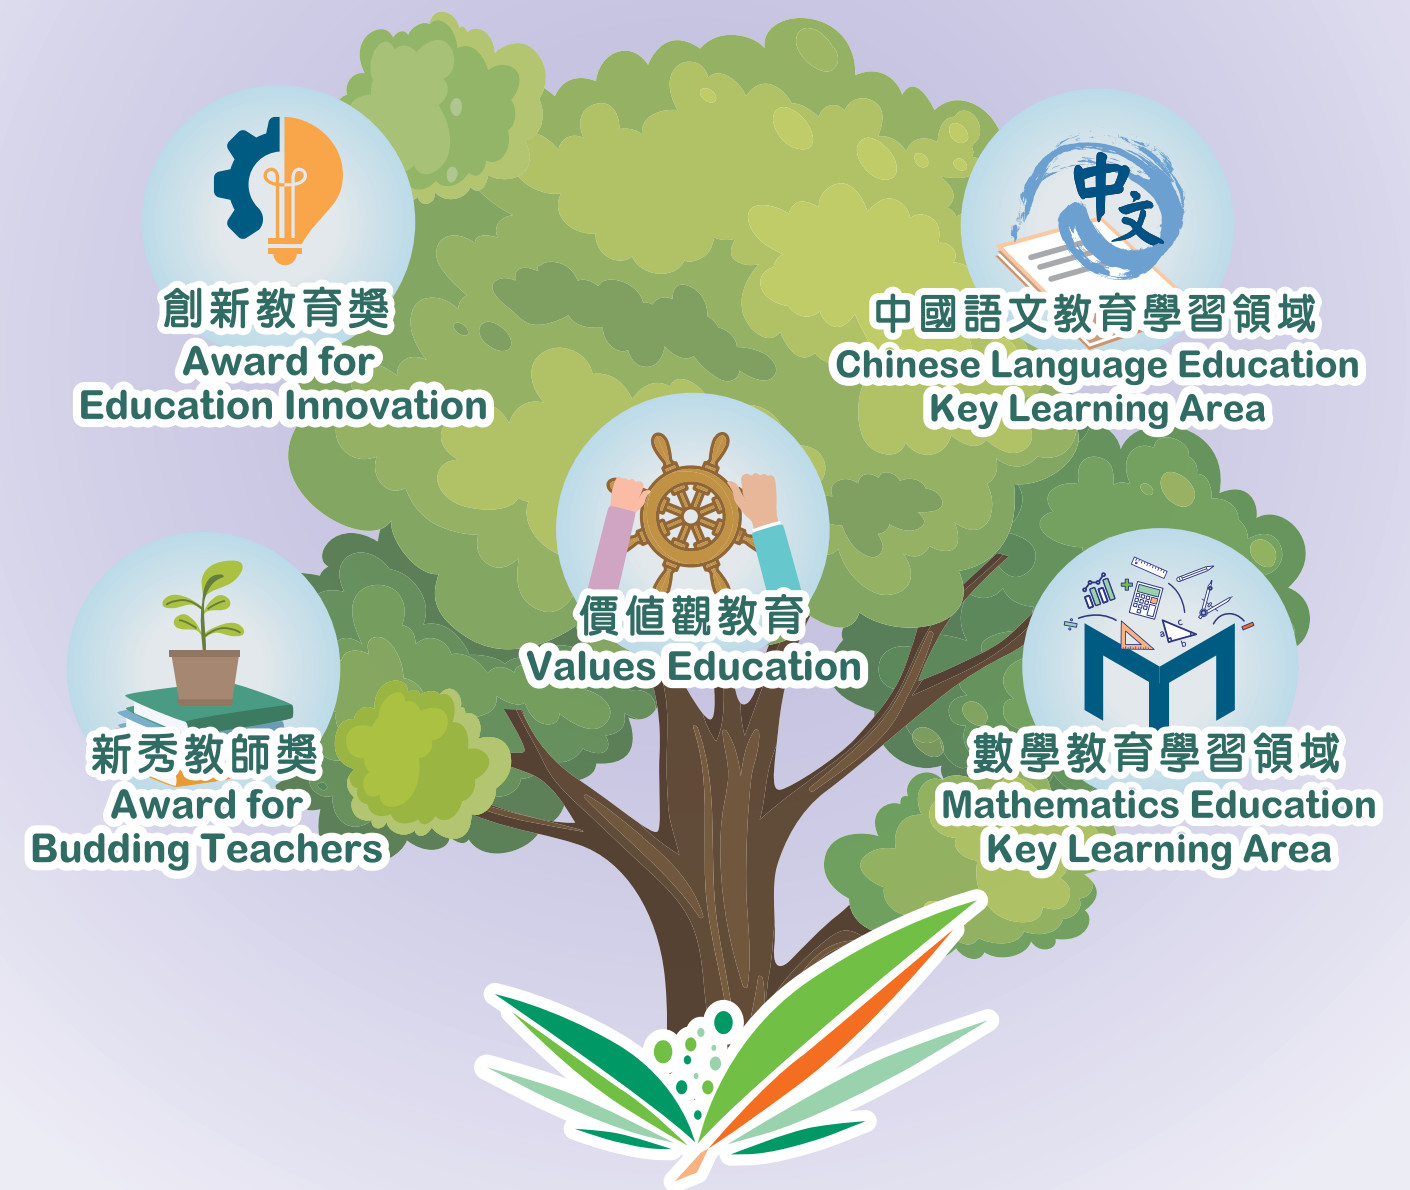 創新教育獎
Award for
Education Innovation
中文
中國語文教育學習領域
Chinese Language Education
Key Learning Area
價值觀教育
Values Education
新秀教師獎
Award for
Budding Teachers
+
÷
-
a
c
b
數學教育學習領域
Mathematics Education
Key Learning Area